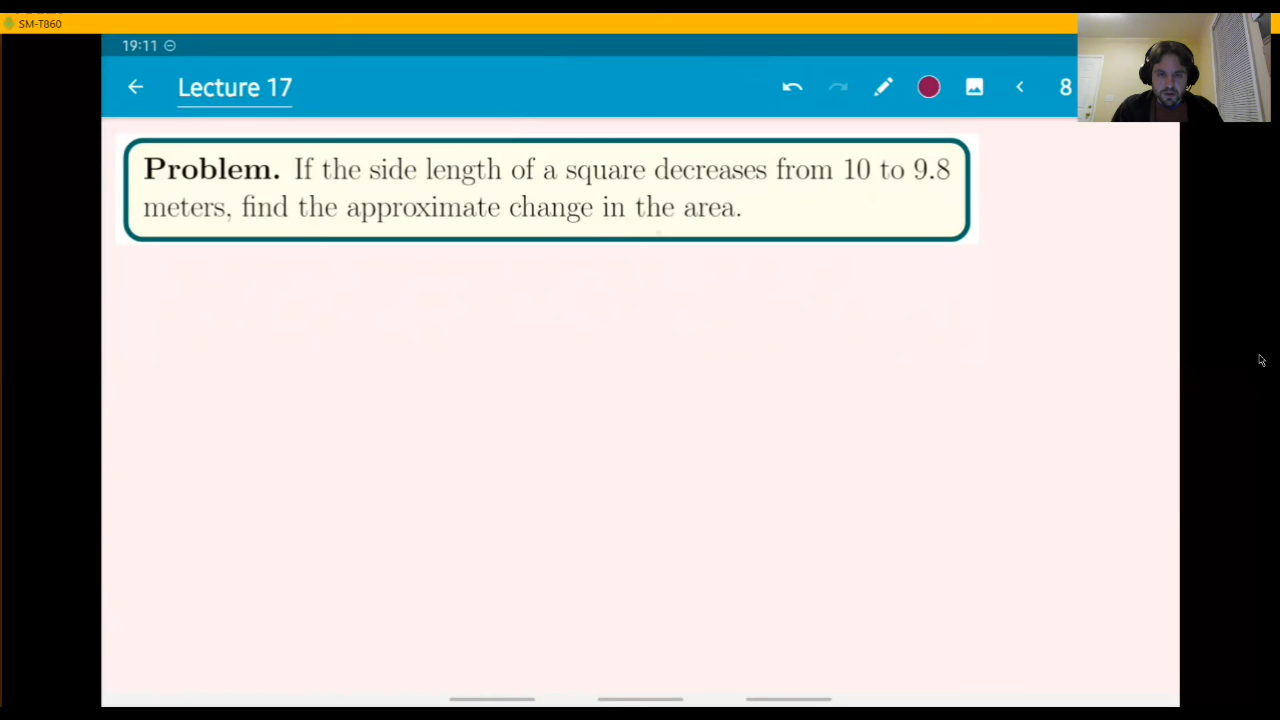 SM-T860
19:11
Lecture 17
8
Problem. If the side length of a square decreases from 10 to 9.8
meters, find the approximate change in the area.